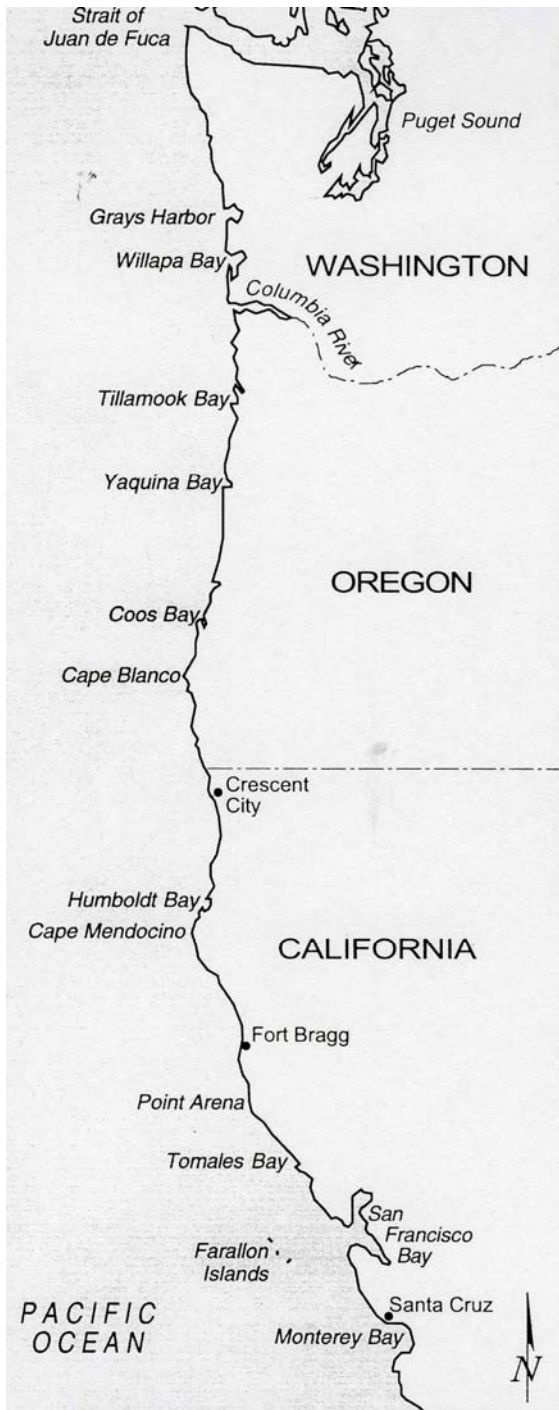 Strait of
Juan de Fuca
Puget Sound
Grays Harbor
Willapa Bay
WASHINGTON
Columbia River
Tillamook Bay
Yaquina Bay
OREGON
Coos Bay
Cape Blanco
Crescent
City
Humboldt Bay
Cape Mendocino
CALIFORNIA
Fort Bragg
Point Arena
Tomales Bay
San
Francisco
Bay
Farallon
Islands
PACIFIC
OCEAN
Santa Cruz
Monterey Bay
N